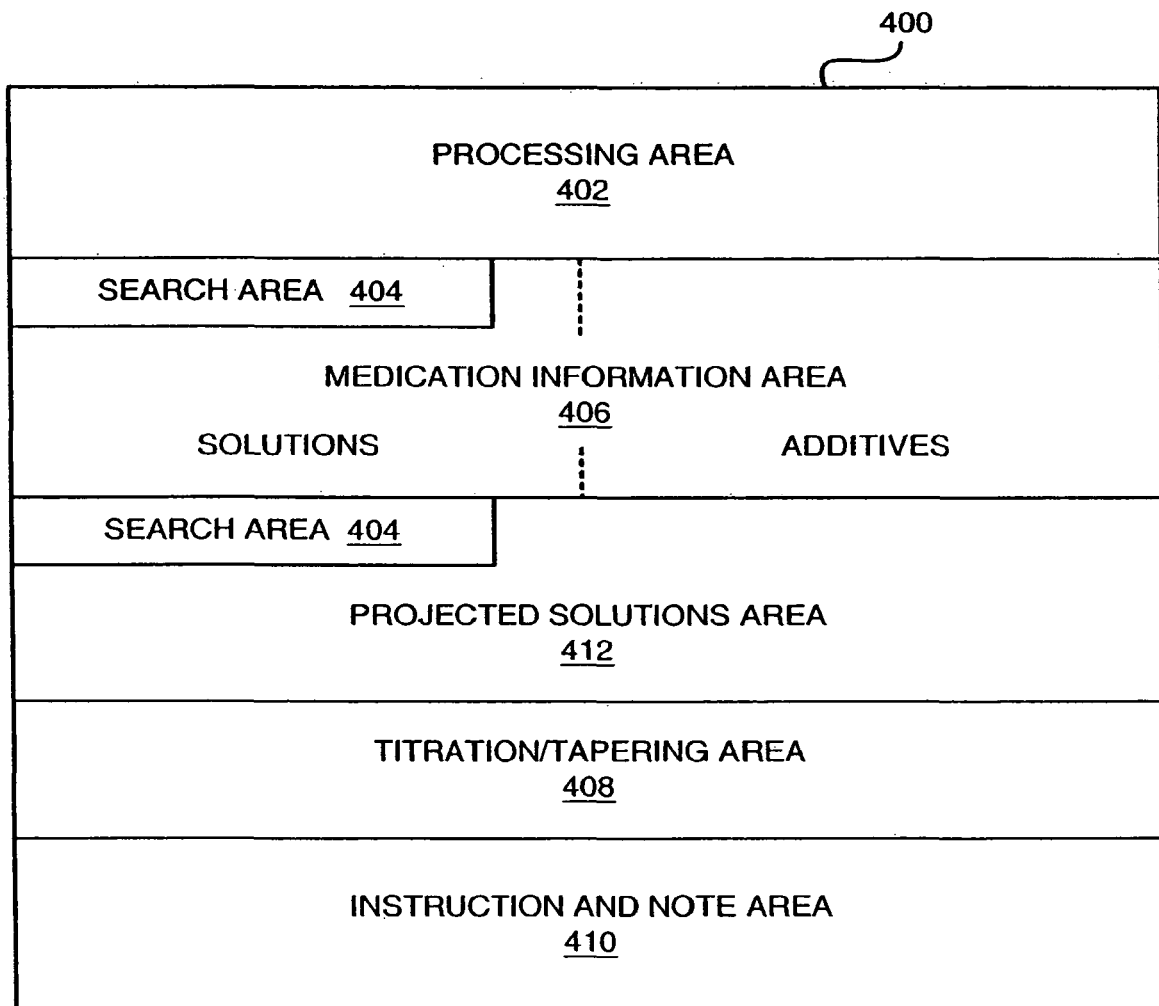 400
PROCESSING AREA
402
SEARCH AREA 404
MEDICATION INFORMATION AREA
406
SOLUTIONS ADDITIVES
SEARCH AREA 404
PROJECTED SOLUTIONS AREA
412
TITRATION/TAPERING AREA
408
INSTRUCTION AND NOTE AREA
410